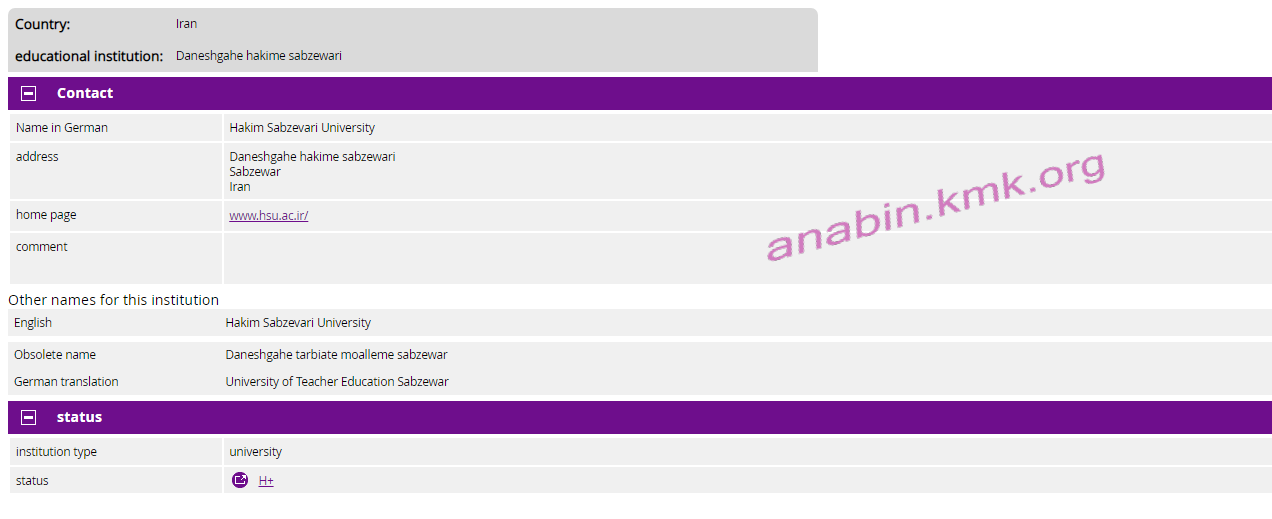 Country: Iran
educational institution: Daneshgahe hakime sabzewari
Contact
Name in German Hakim Sabzevari University
address Daneshgahe hakime sabzewari
Sabzewar
Iran
home page www.hsu.ac.ir/
comment
anabin.kmk.org
Other names for this institution
English Hakim Sabzevari University
Obsolete name Daneshgahe tarbiate moalleme sabzewar
German translation University of Teacher Education Sabzewar
status
institution type university
status H+